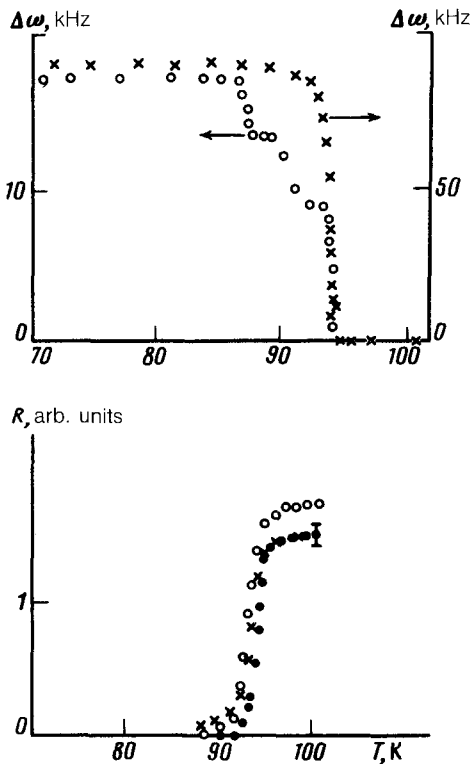 Δω, kHz Δω, kHz
10 50
0 0
70 80 90 100
R, arb. units
1
0
80 90 100 T, K